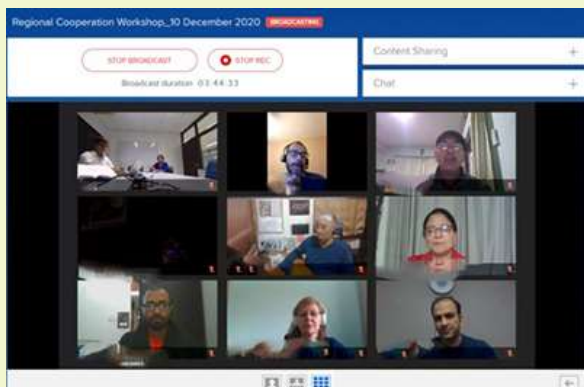 Regional Cooperation Workshop_10 December 2020 BROADCASTING
STOP BROADCAST
STOP REC
Broadcast duration 03:44:33
Content Sharing
Chat